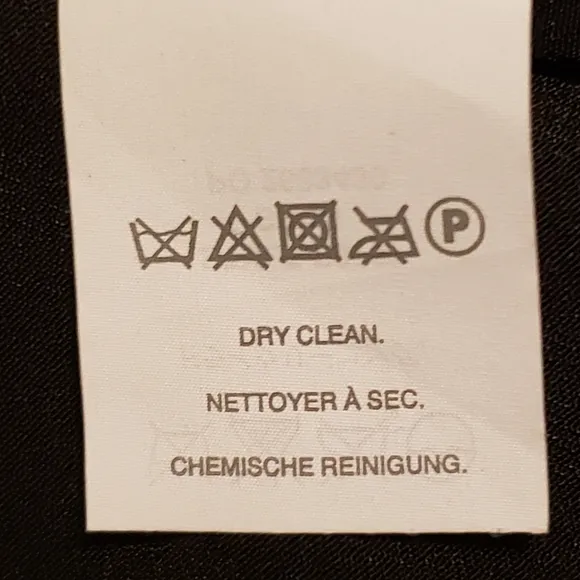 P
DRY CLEAN.
NETTOYER À SEC.
CHEMISCHE REINIGUNG.